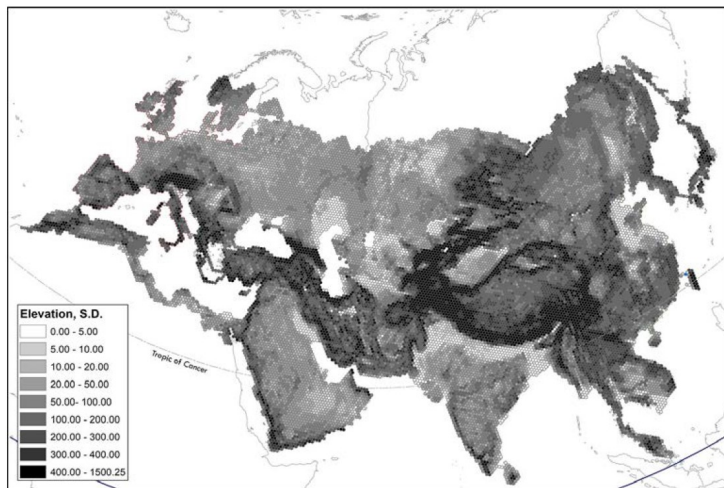 Tropic of Cancer
Elevation, S.D.
0.00 - 5.00
5.00 - 10.00
10.00 - 20.00
20.00 - 50.00
50.00- 100.00
100.00 - 200.00
200.00 - 300.00
300.00 - 400.00
400.00 - 1500.25